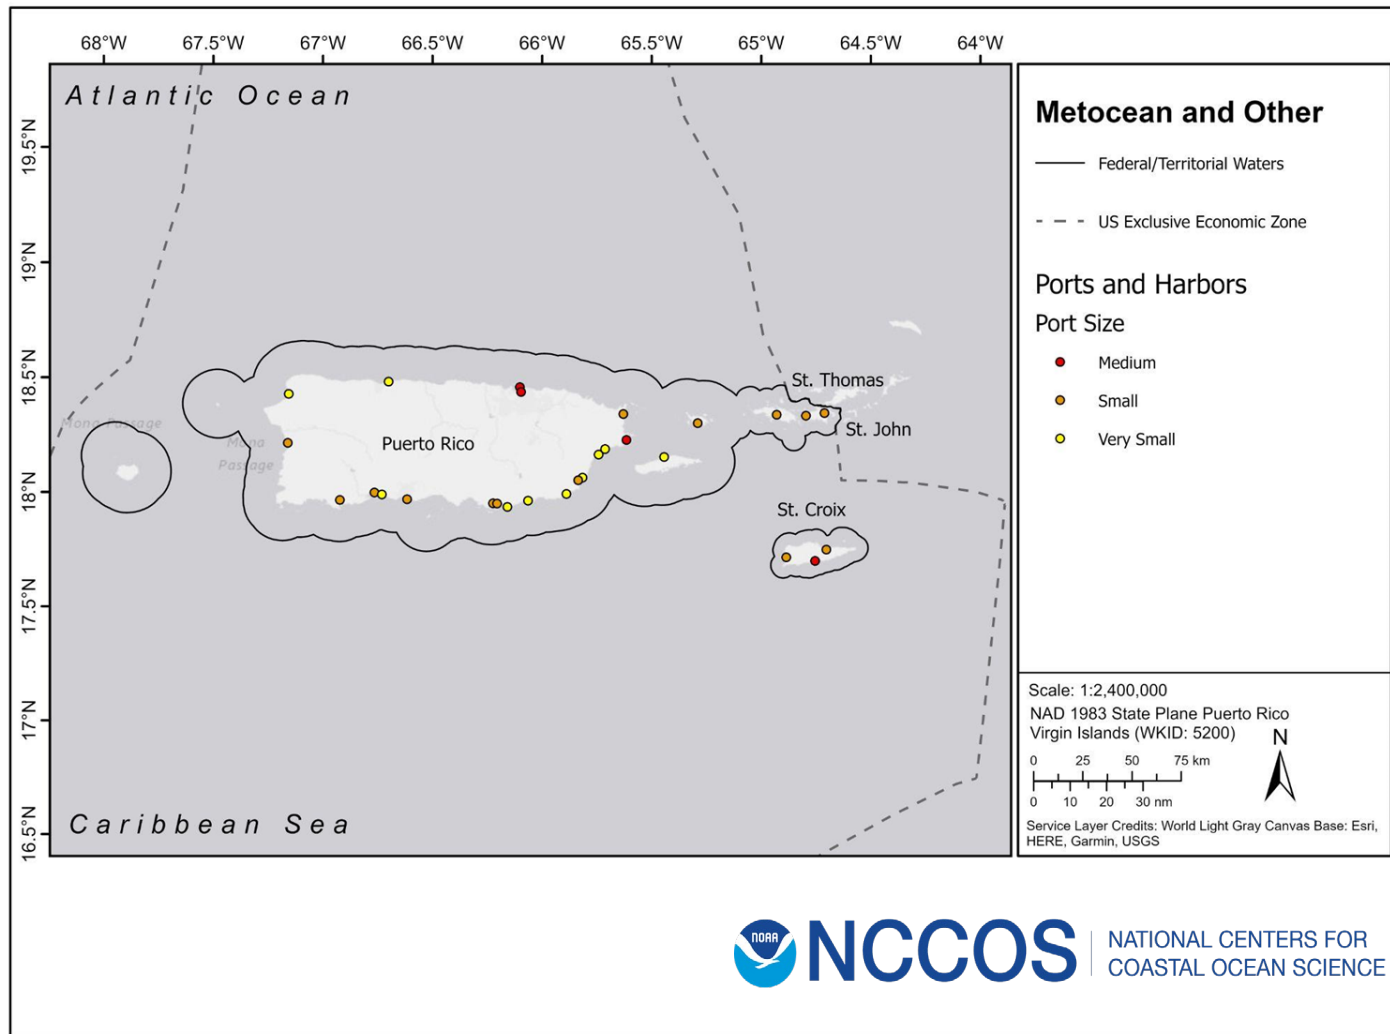 68°W 67.5°W 67°W 66.5°W 66°W 65.5°W 65°W 64.5°W 64°W
19.5°N
19°N
18.5°N
18°N
17.5°N
17°N
16.5°N
Atlantic Ocean
Mona Passage
Mona
Passage
Puerto Rico
St. Thomas
St. John
St. Croix
Caribbean Sea
Metocean and Other
Federal/Territorial Waters
US Exclusive Economic Zone
Ports and Harbors
Port Size
Medium
Small
Very Small
Scale: 1:2,400,000
NAD 1983 State Plane Puerto Rico
Virgin Islands (WKID: 5200)
N
0 25 50 75 km
0 10 20 30 nm
Service Layer Credits: World Light Gray Canvas Base: Esri,
HERE, Garmin, USGS
NOAA
NCCOS
NATIONAL CENTERS FOR
COASTAL OCEAN SCIENCE